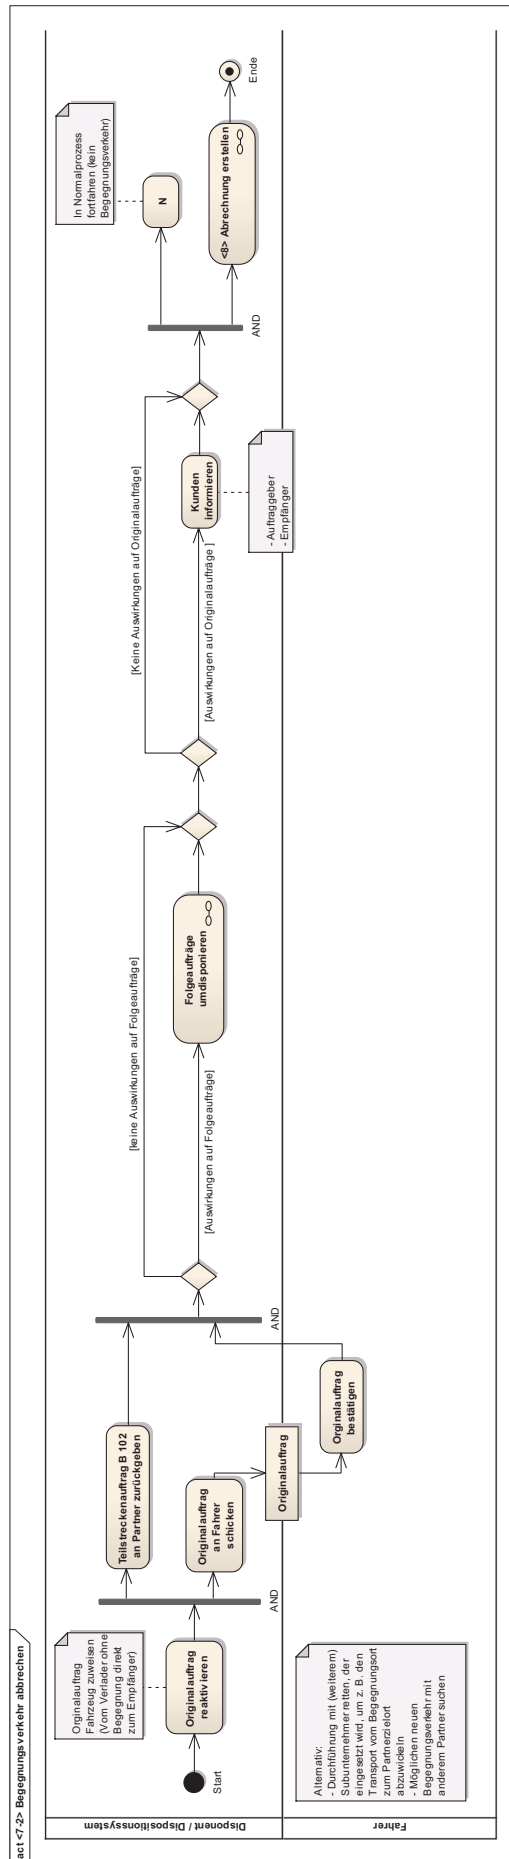 act <7-2> Begegnungsverkehr abbrechen
Disponent / Dispositionssystem
Fahrer
Start
Originalauftrag
reaktivieren
Orginalauftrag
Fahrzeug zuweisen
(Vom Verlader ohne
Begegnung direkt
zum Empfänger)
AND
Teilstreckenauftrag B 102
an Partner zurückgeben
Originalauftrag
an Fahrer
schicken
Originalauftrag
Orginalauftrag
bestätigen
AND
[keine Auswirkungen auf Folgeaufträge]
[Auswirkungen auf Folgeaufträge]
Folgeaufträge
umdisponieren
[Keine Auswirkungen auf Originalaufträge]
[Auswirkungen auf Originalaufträge ]
Kunden
informieren
- Auftraggeber
- Empfänger
AND
In Normalprozess
fortfahren (kein
Begegnungsverkehr)
N
<8> Abrechnung erstellen
Ende
Alternativ:
- Durchführung mit (weiterem)
Subunternehmer retten, der
eingesetzt wird, um z. B. den
Transport vom Begegnungsort
zum Partnerzielort
abzuwickeln
- Möglichen neuen
Begegnungsverkehr mit
anderem Partner suchen